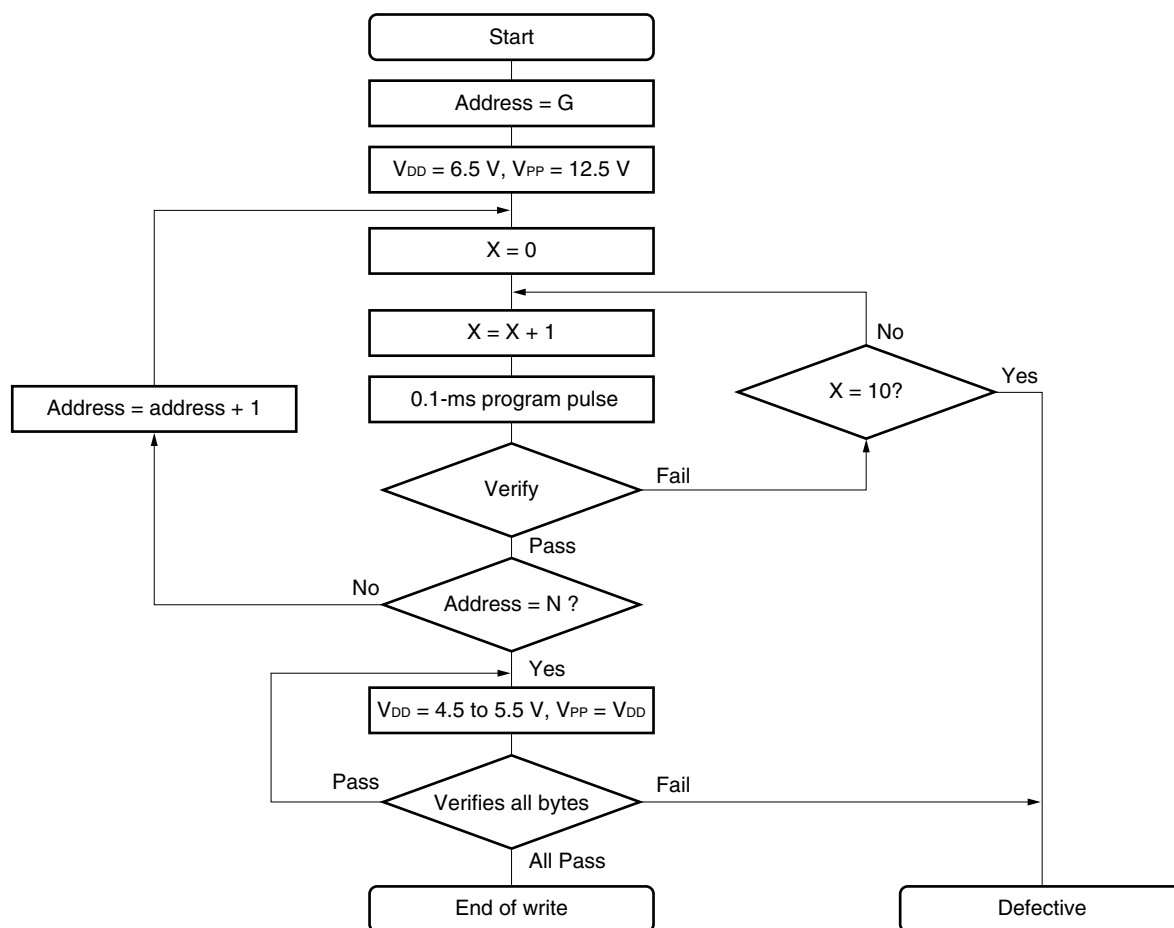 Start
Address = G
VDD = 6.5 V, VPP = 12.5 V
X = 0
X = X + 1
No
Yes
X = 10?
Address = address + 1
0.1-ms program pulse
Verify
Fail
Pass
No
Address = N ?
Yes
VDD = 4.5 to 5.5 V, VPP = VDD
Pass
Fail
Verifies all bytes
All Pass
End of write
Defective